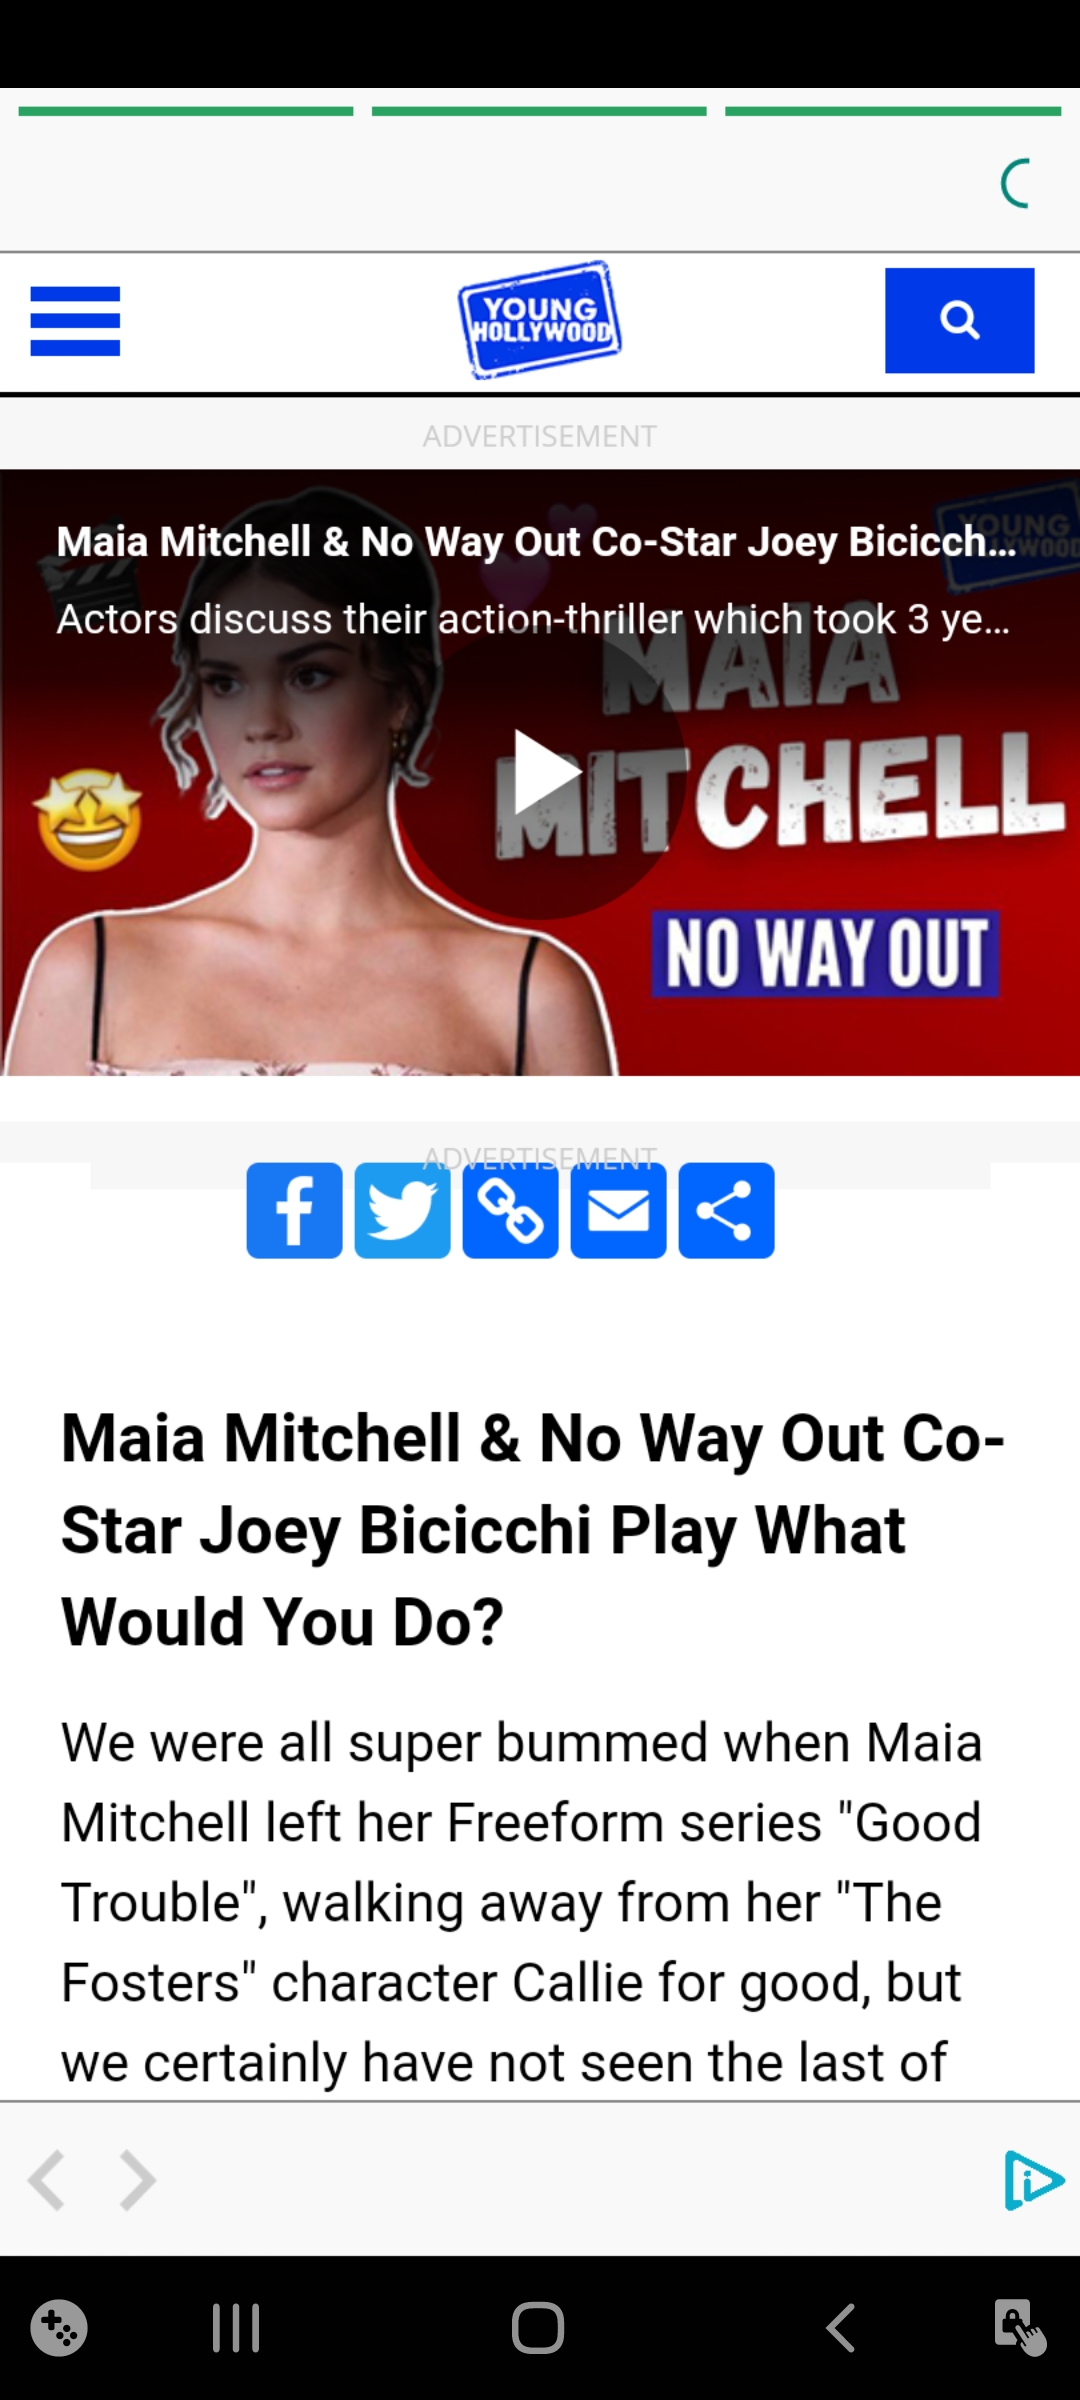 YOUNG
HOLLYWOOD
ADVERTISEMENT
Maia Mitchell & No Way Out Co-Star Joey Bicicch...
Actors discuss their action-thriller which took 3 ye...
YOUNG
WOOD
MAIA
MITCHELL
NO WAY OUT
ADVERTISEMENT
Maia Mitchell & No Way Out Co-
Star Joey Bicicchi Play What
Would You Do?
We were all super bummed when Maia
Mitchell left her Freeform series "Good
Trouble", walking away from her "The
Fosters" character Callie for good, but
we certainly have not seen the last of